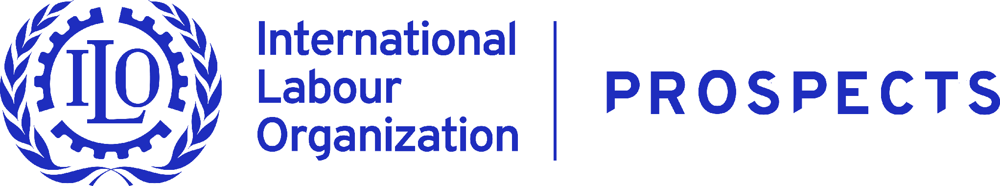 ILO
International
Labour
Organization
PROSPECTS